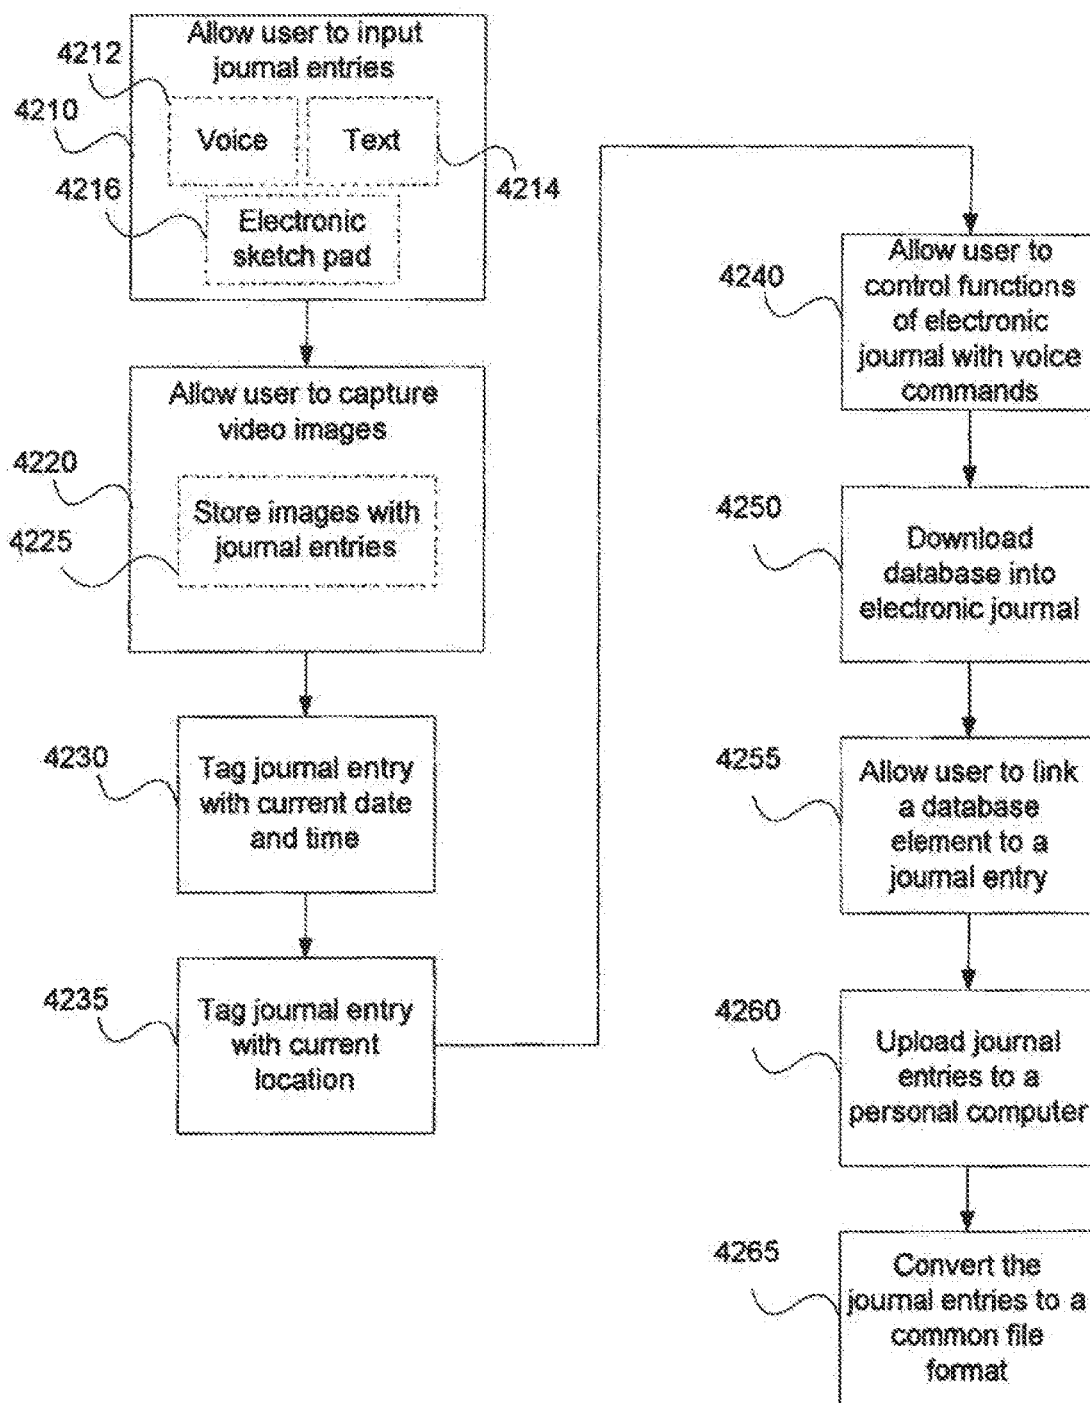 Allow user to input
journal entries
4212
4210
Voice
Text
4216
4214
Electronic
sketch pad
Allow user to capture
video images
4220
Store images with
journal entries
4225
4230
Tag journal entry
with current date
and time
4235
Tag journal entry
with current
location
4240
Allow user to
control functions
of electronic
journal with voice
commands
4250
Download
database into
electronic journal
4255
Allow user to link
a database
element to a
journal entry
4260
Upload journal
entries to a
personal computer
4265
Convert the
journal entries to a
common file
format